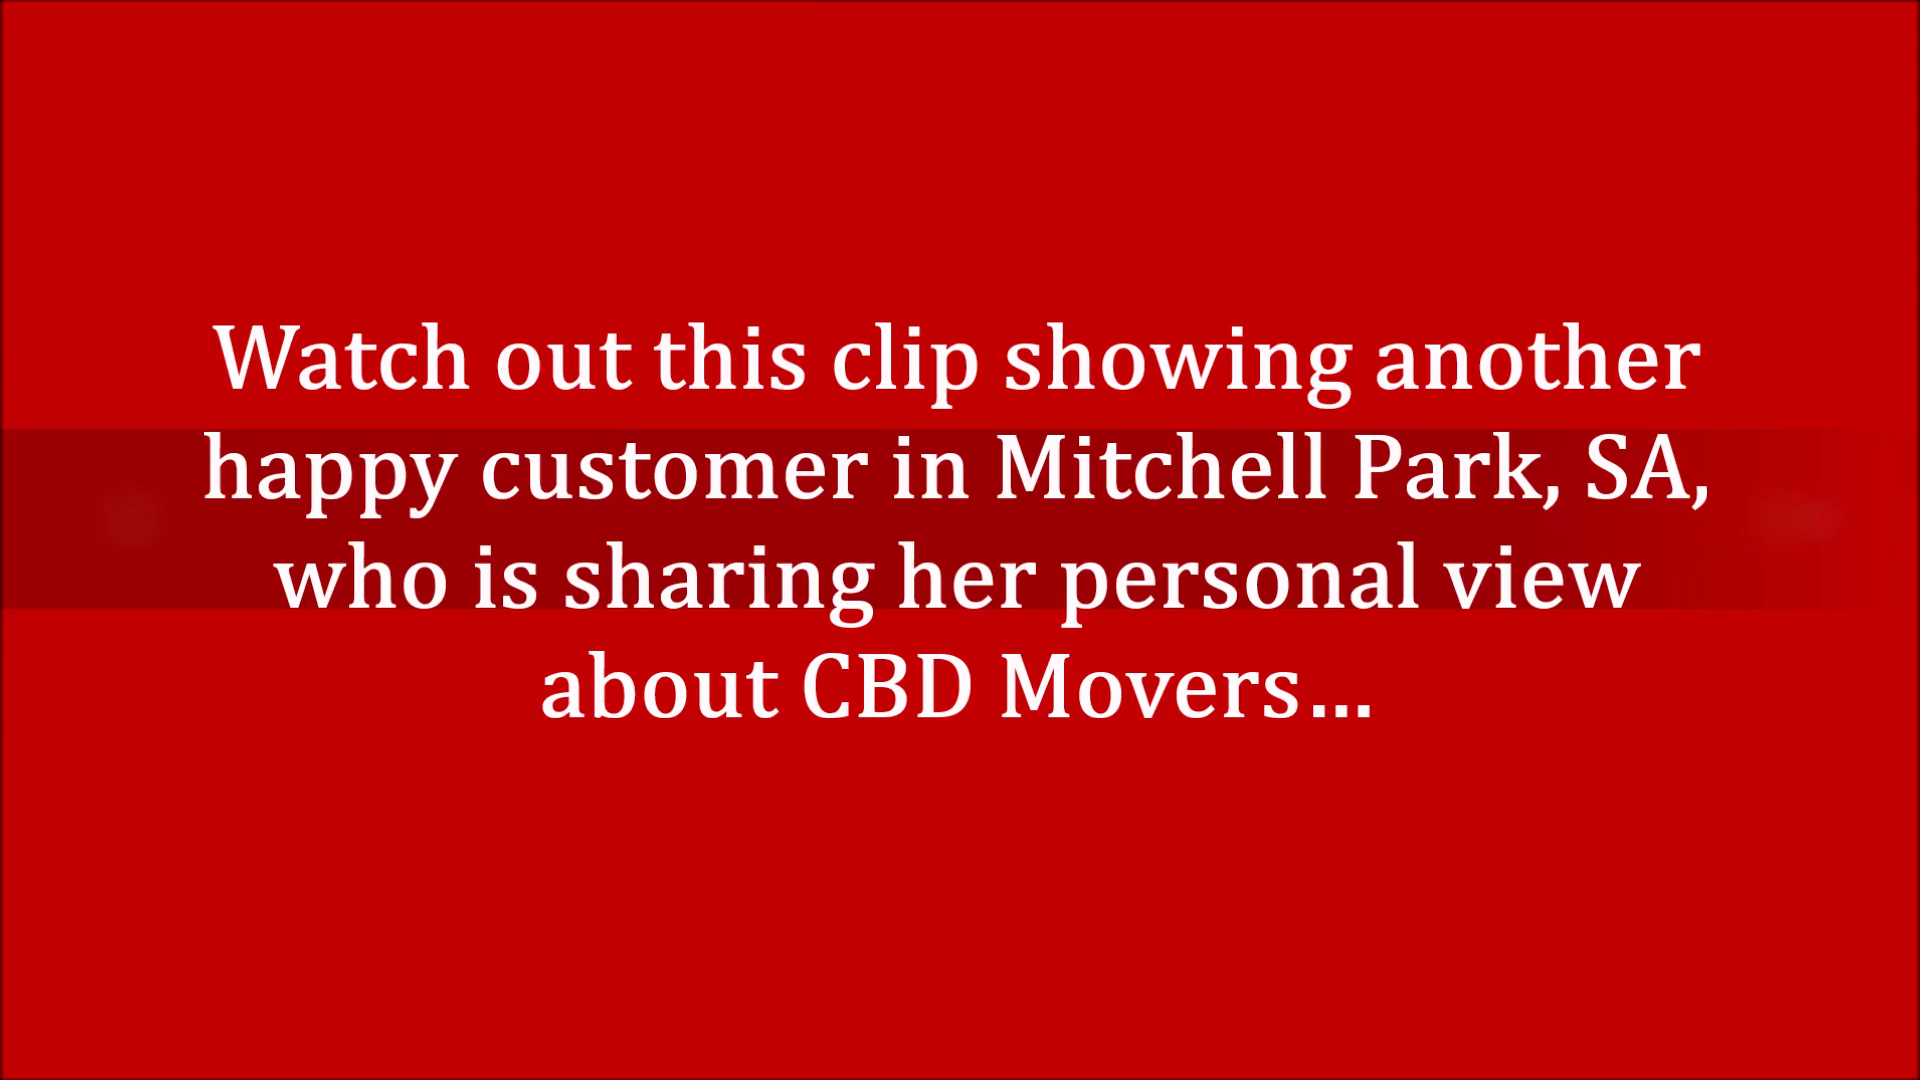 Watch out this clip showing another
happy customer in Mitchell Park, SA,
who is sharing her personal view
about CBD Movers...